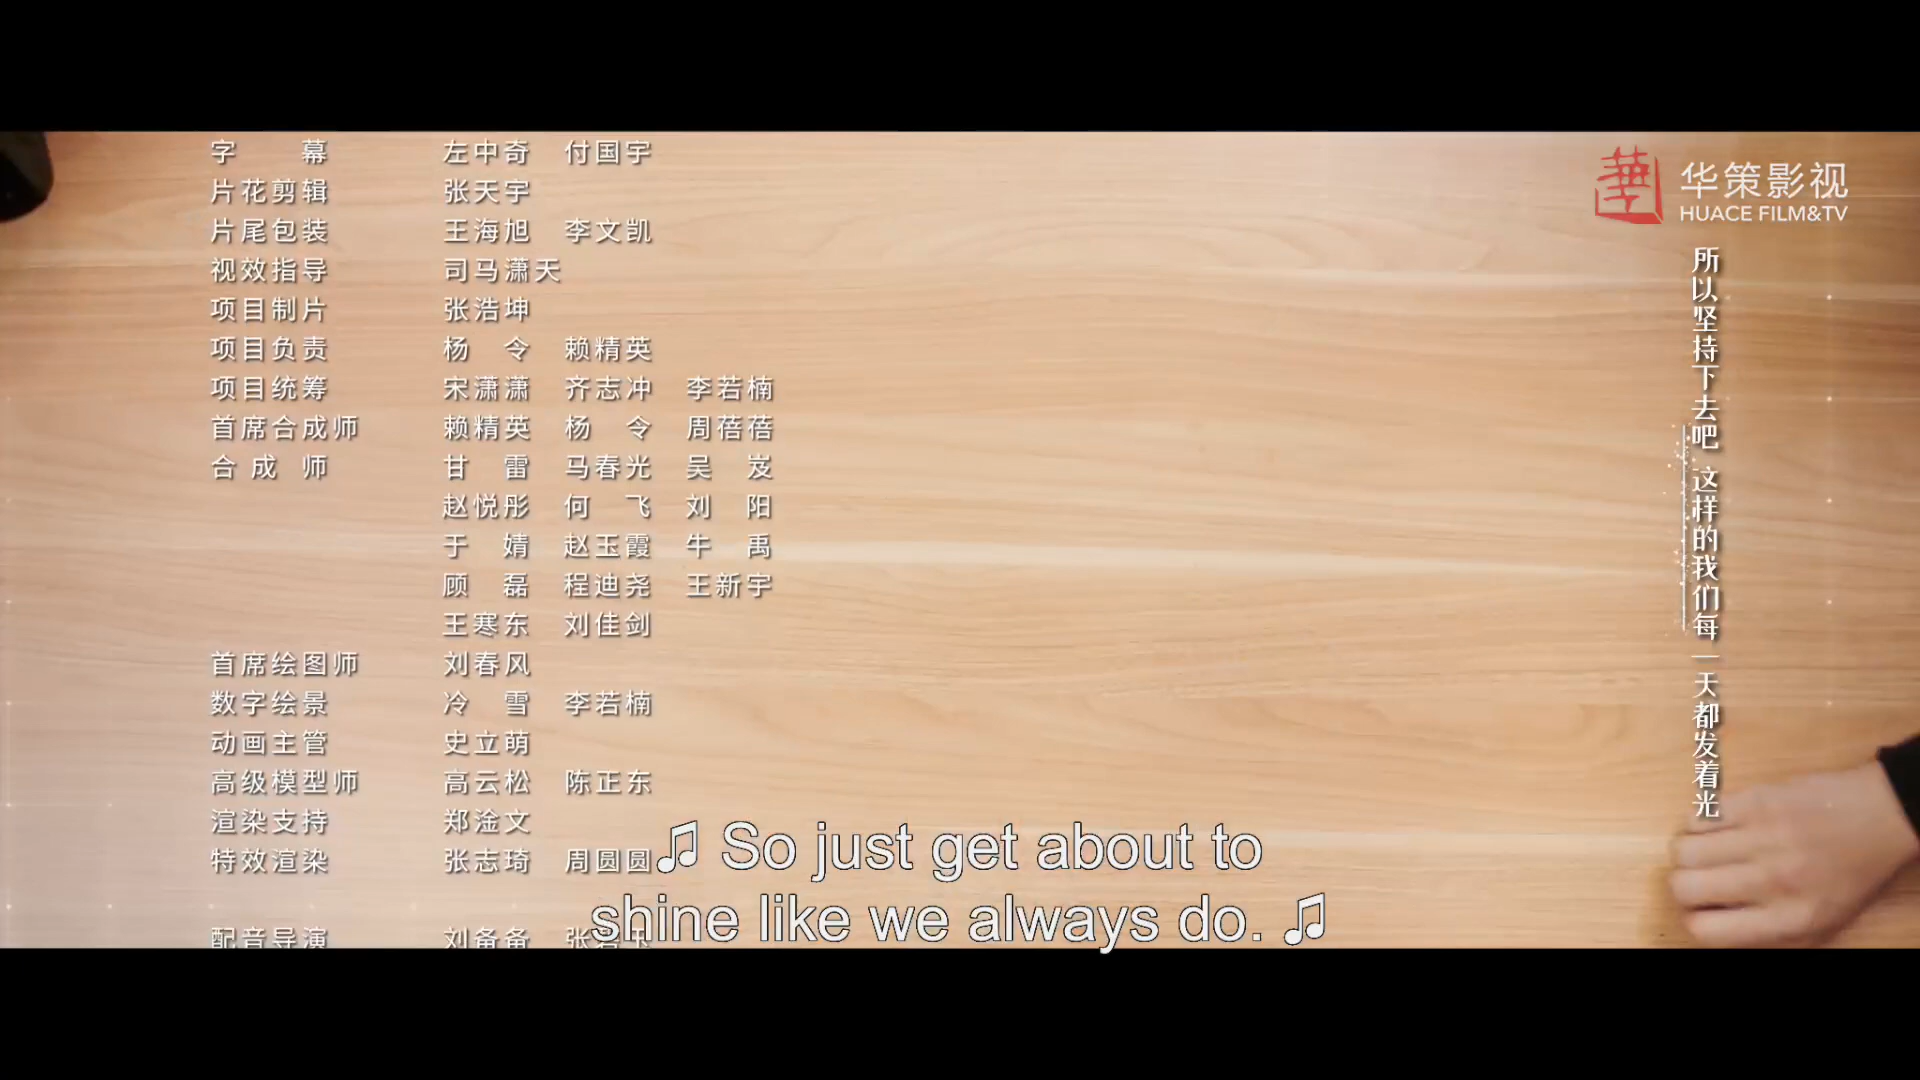 字 幕 左中奇 付国宇
片花剪辑 张天宇
片尾包装 王海旭 李文凯
视效指导 司马潇天
项目制片 张浩坤
项目负责 杨 令 赖精英
项目统筹 宋潇潇 齐志冲 李若楠
首席合成师 赖精英 杨 令 周蓓蓓
合成师 甘 雷 马春光 吴 岌
赵悦彤 何 飞 刘 阳
于 婧 赵玉霞 牛 禹
顾 磊 程迪尧 王新宇
王寒东 刘佳剑
首席绘图师 刘春风
数字绘景 冷 雪 李若楠
动画主管 史立萌
高级模型师 高云松 陈正东
渲染支持 郑淦文
特效渲染 张志琦 周圆圆
配音导演 刘备备
華 华策影视
HUACE FILM&TV
所以坚持下去吧 这样的我们每一天都发着光
♫ So just get about to
shine like we always do. ♫